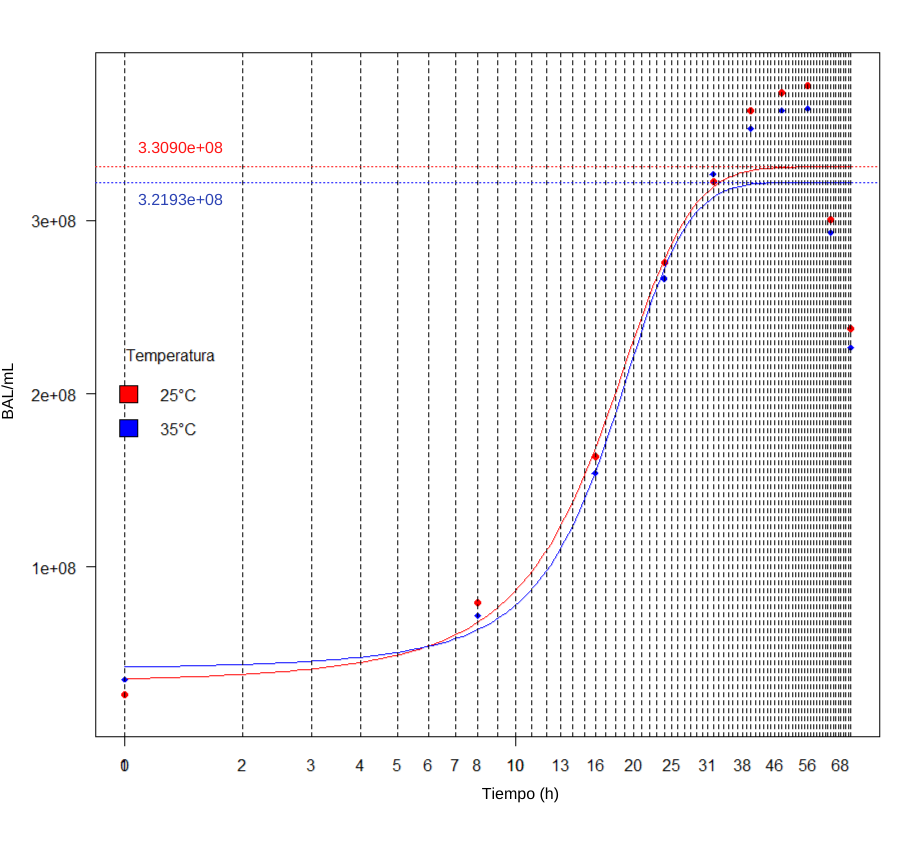 3.3090e+08
3.2193e+08
3e+08
Temperatura
2e+08
25°C
35°C
BAL/mL
1e+08
0 2 3 4 5 6 7 8 10 13 16 20 25 31 38 46 56 68
Tiempo (h)